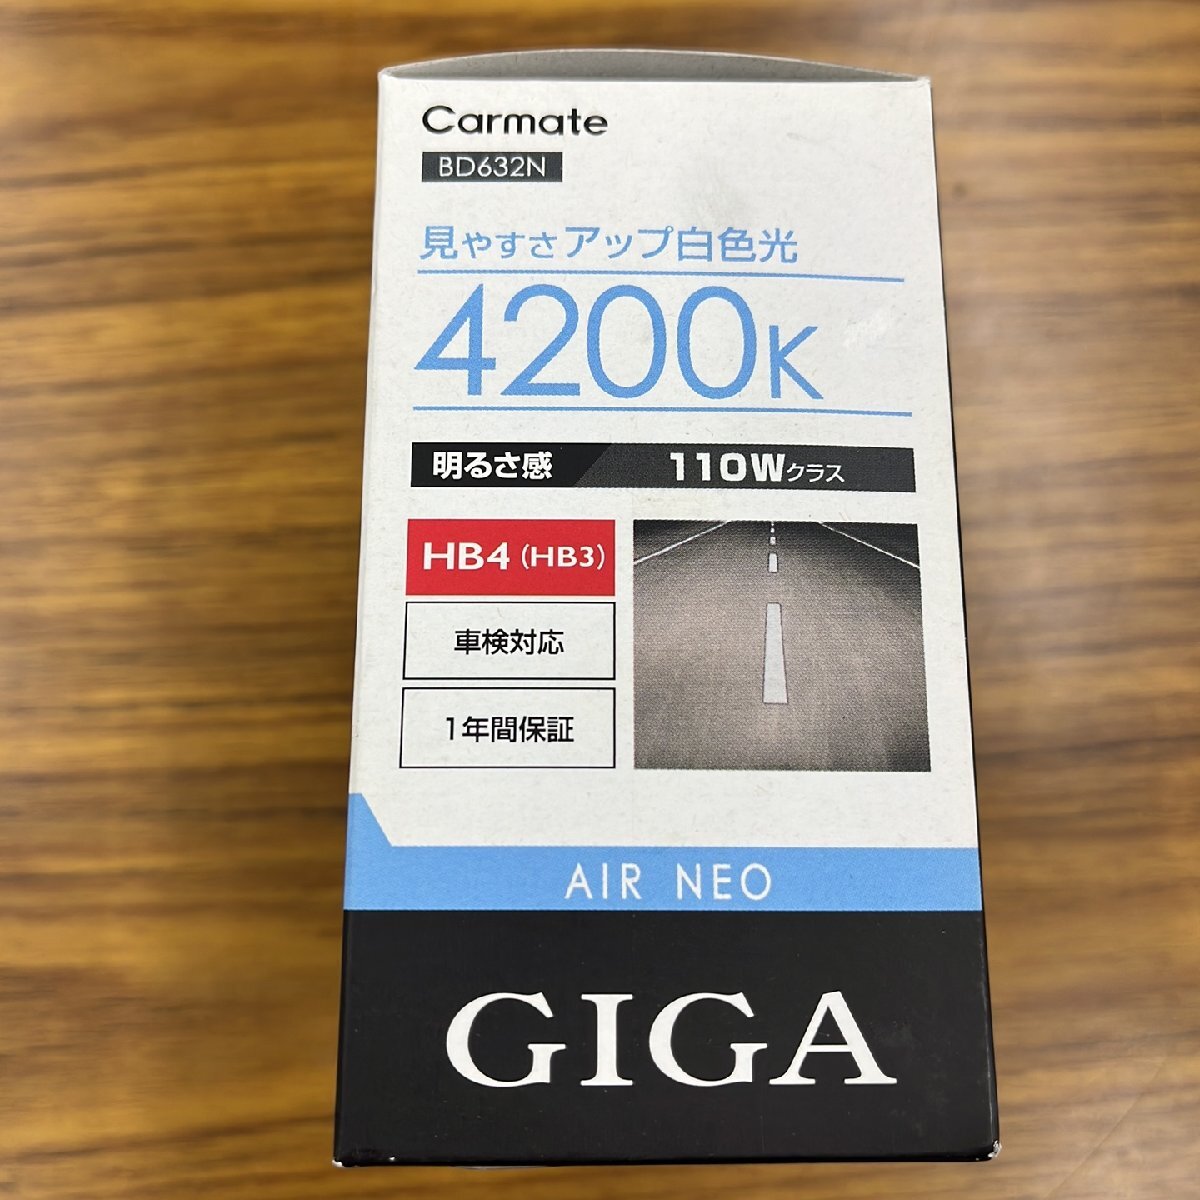 Carmate
BD632N
見やすさアップ白色光
4200K
明るさ感 110Wクラス
HB4 (HB3)
車検対応
1年間保証
AIR NEO
GIGA